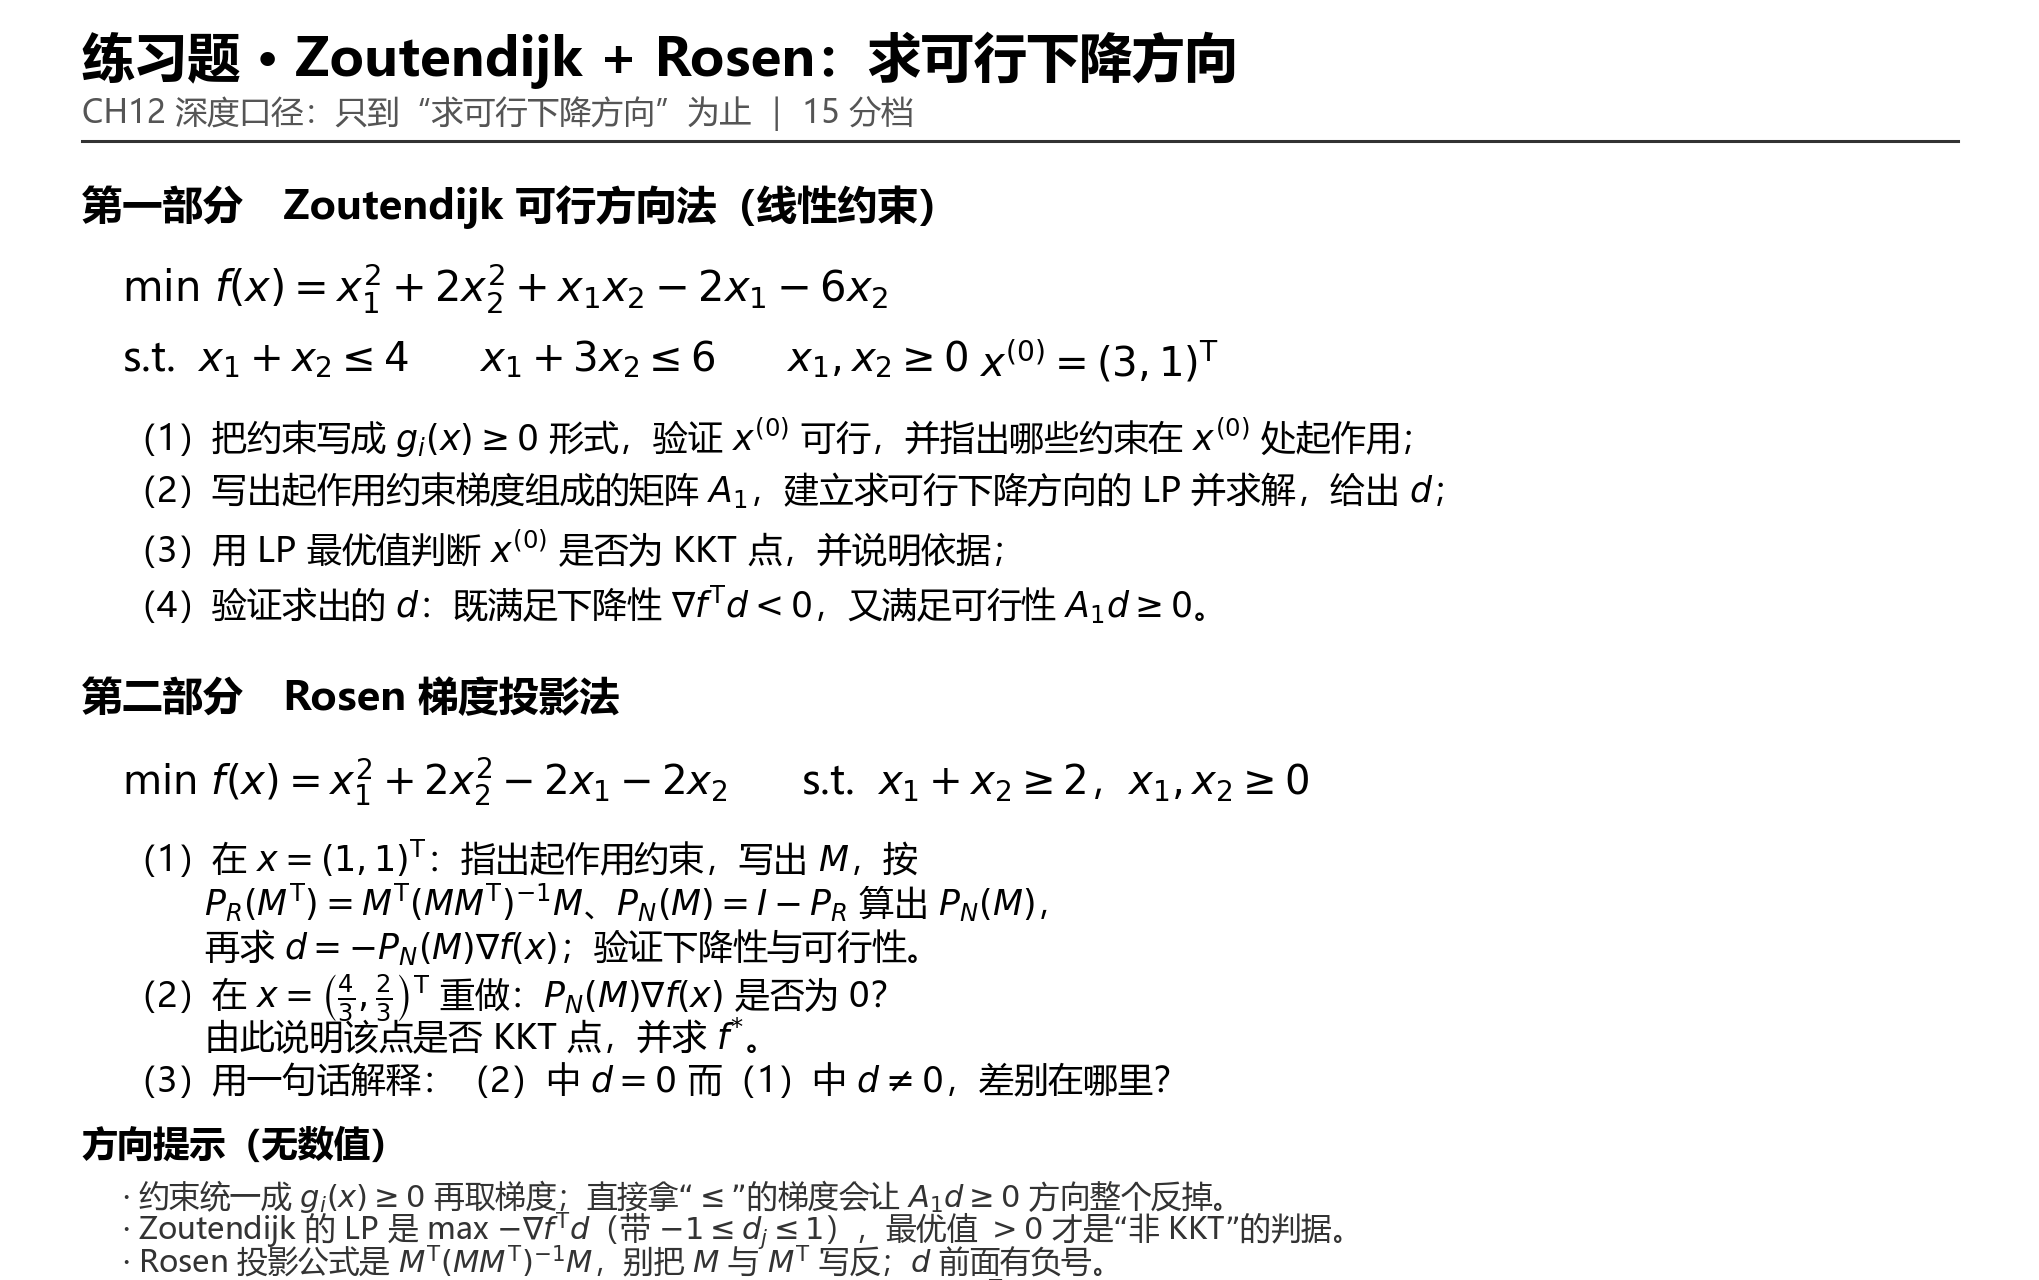 练习题 · Zoutendijk + Rosen：求可行下降方向
CH12 深度口径：只到“求可行下降方向”为止 | 15 分档
第一部分 Zoutendijk 可行方向法（线性约束）
min f(x) = x₁² + 2x₂² + x₁x₂ − 2x₁ − 6x₂
s.t. x₁ + x₂ ≤ 4 x₁ + 3x₂ ≤ 6 x₁, x₂ ≥ 0 x⁽⁰⁾ = (3, 1)ᵀ
（1）把约束写成 gᵢ(x) ≥ 0 形式，验证 x⁽⁰⁾ 可行，并指出哪些约束在 x⁽⁰⁾ 处起作用；
（2）写出起作用约束梯度组成的矩阵 A₁，建立求可行下降方向的 LP 并求解，给出 d；
（3）用 LP 最优值判断 x⁽⁰⁾ 是否为 KKT 点，并说明依据；
（4）验证求出的 d：既满足下降性 ∇fᵀd < 0，又满足可行性 A₁d ≥ 0。
第二部分 Rosen 梯度投影法
min f(x) = x₁² + 2x₂² − 2x₁ − 2x₂ s.t. x₁ + x₂ ≥ 2，x₁, x₂ ≥ 0
（1）在 x = (1, 1)ᵀ：指出起作用约束，写出 M，按
P_R(Mᵀ) = Mᵀ(MMᵀ)⁻¹M、P_N(M) = I − P_R 算出 P_N(M)，
再求 d = −P_N(M)∇f(x)；验证下降性与可行性。
（2）在 x = (4/3, 2/3)ᵀ 重做：P_N(M)∇f(x) 是否为 0？
由此说明该点是否 KKT 点，并求 f*。
（3）用一句话解释：（2）中 d = 0 而（1）中 d ≠ 0，差别在哪里？
方向提示（无数值）
· 约束统一成 gᵢ(x) ≥ 0 再取梯度；直接拿“ ≤ ”的梯度会让 A₁d ≥ 0 方向整个反掉。
· Zoutendijk 的 LP 是 max −∇fᵀd（带 −1 ≤ dⱼ ≤ 1），最优值 > 0 才是“非 KKT”的判据。
· Rosen 投影公式是 Mᵀ(MMᵀ)⁻¹M，别把 M 与 Mᵀ 写反；d 前面有负号。